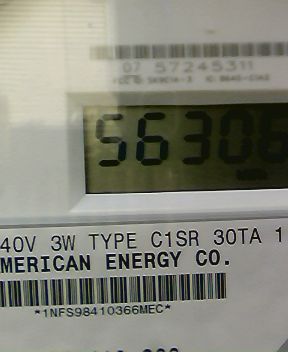 07 57245311
56306
40V 3W TYPE C1SR 30TA 1
MERICAN ENERGY CO.
*1NFS98410366MEC*